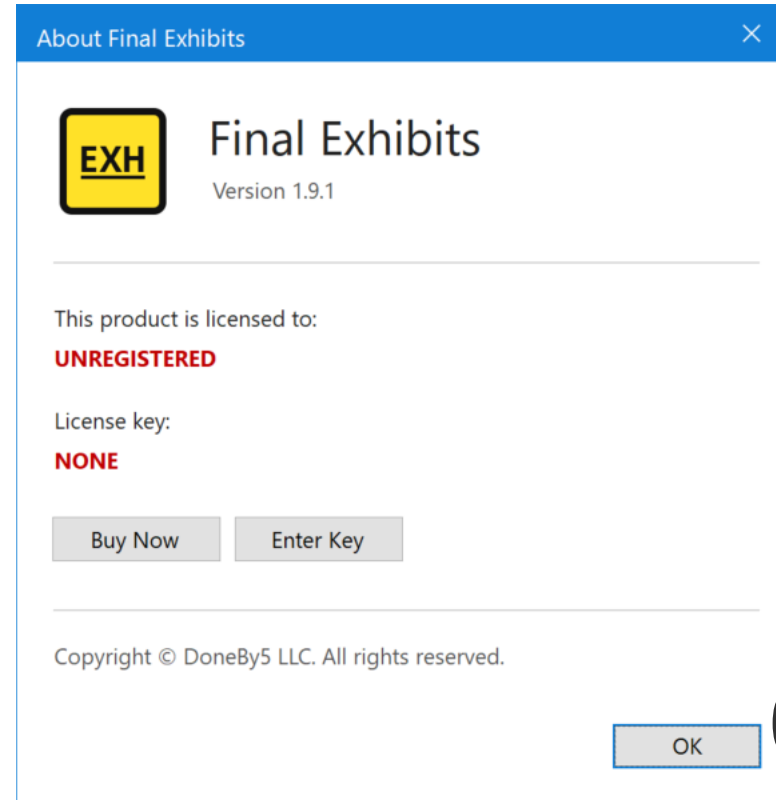 About Final Exhibits
EXH
Final Exhibits
Version 1.9.1
This product is licensed to:
UNREGISTERED
License key:
NONE
Buy Now
Enter Key
Copyright © DoneBy5 LLC. All rights reserved.
OK